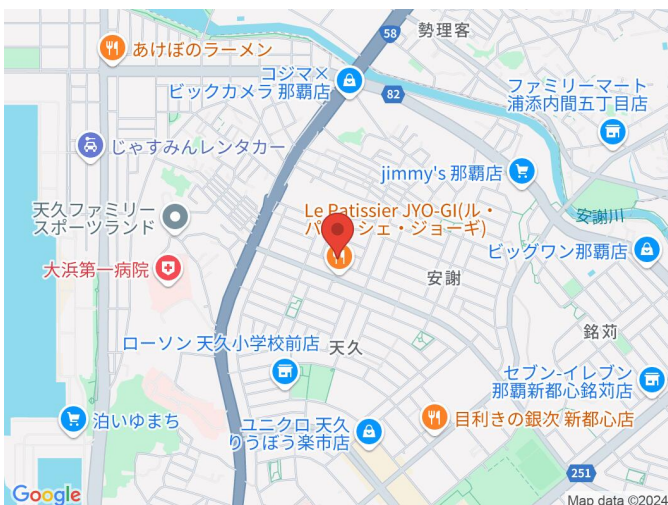 58
勢理客
あけぼのラーメン
コジマ×
ビックカメラ 那覇店
82
ファミリーマート
浦添内間五丁目店
じゃすみんレンタカー
jimmy's 那覇店
天久ファミリー
スポーツランド
Le Patissier JYO-GI(ル・
シェ・ジョーギ)
安謝川
ビッグワン那覇店
大浜第一病院
安謝
銘苅
ローソン 天久小学校前店
天久
セブン-イレブン
那覇新都心銘苅店
泊いゆまち
ユニクロ 天久
りうぼう楽市店
目利きの銀次 新都心店
251
Google
Map data ©2024